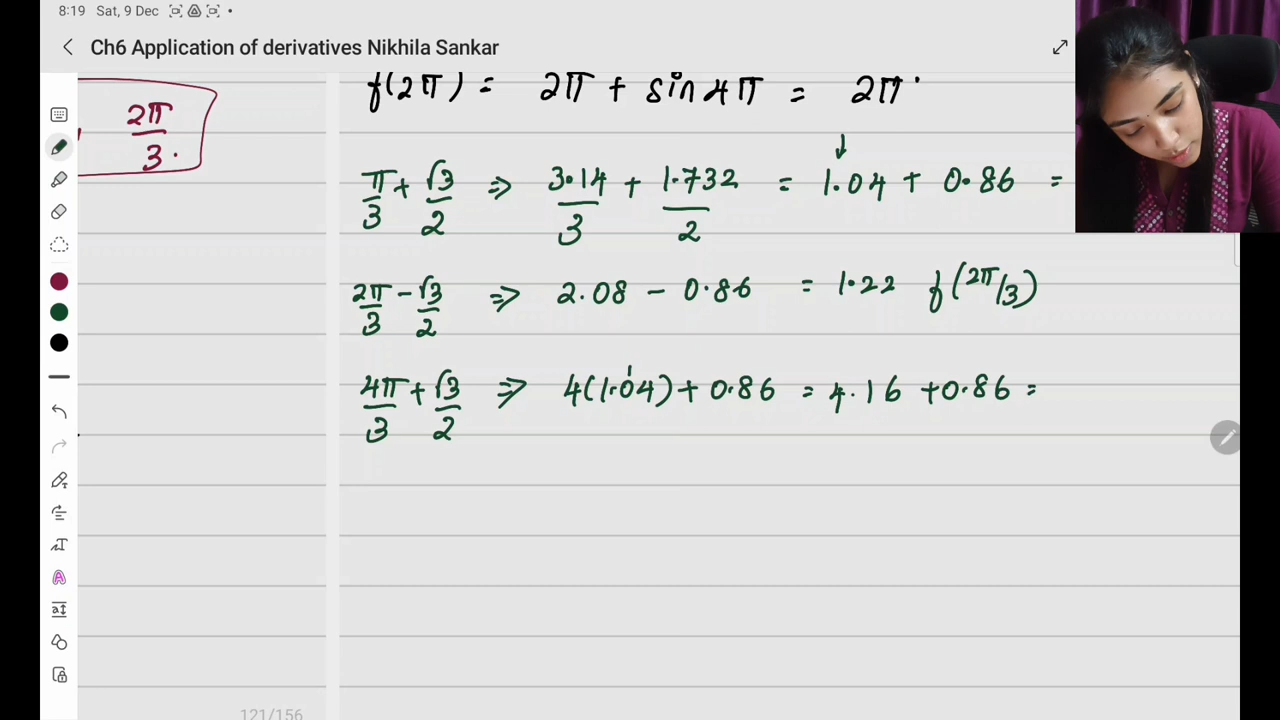 8:19 Sat, 9 Dec
Ch6 Application of derivatives Nikhila Sankar
2π/3.
f(2π) = 2π + sin 4π = 2π.
π/3 + √3/2 ⇒ 3.14/3 + 1.732/2 = 1.04 + 0.86 =
2π/3 - √3/2 ⇒ 2.08 - 0.86 = 1.22 f(2π/3)
4π/3 + √3/2 ⇒ 4(1.04) + 0.86 = 4.16 + 0.86 =
121/156